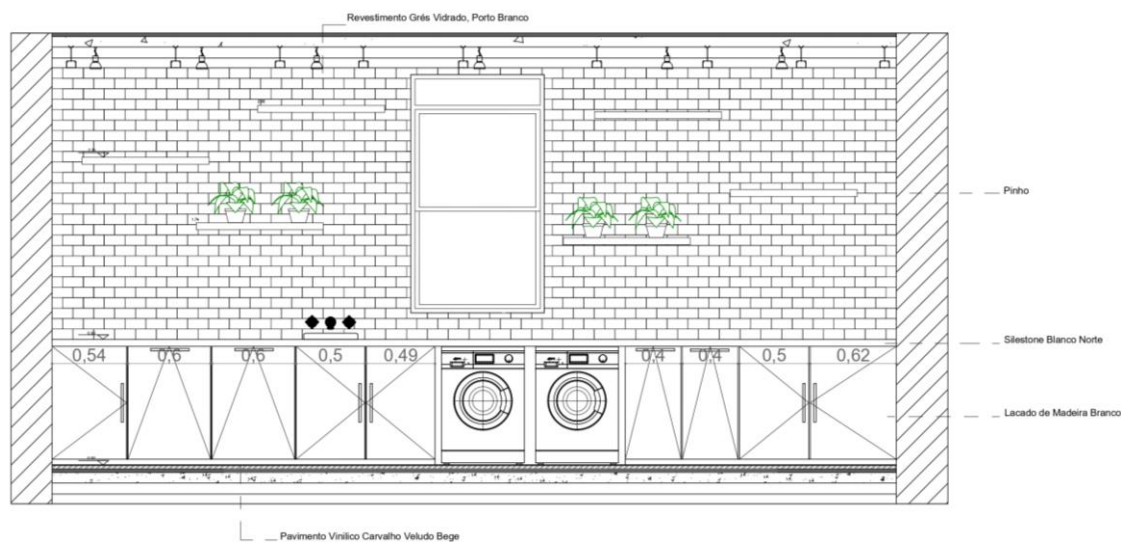 Revestimento Grés Vidrado, Porto Branco
Pinho
Silestone Blanco Norte
0,54 0,6 0,6 0,5 0,49 0,4 0,4 0,5 0,62
Lacado de Madeira Branco
Pavimento Vinilico Carvalho Veludo Bege